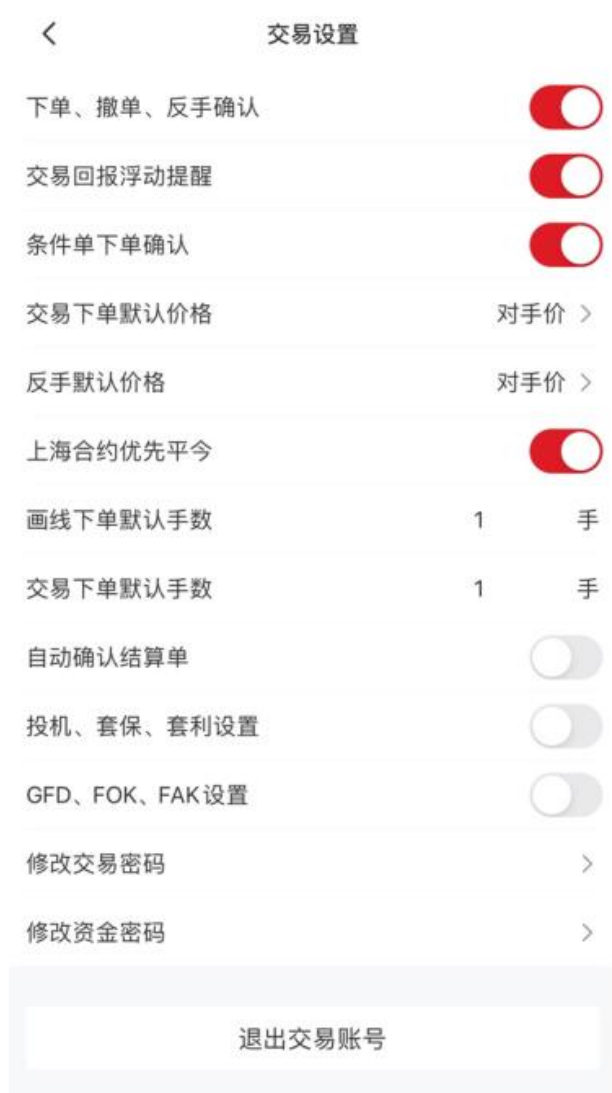 交易设置
下单、撤单、反手确认
交易回报浮动提醒
条件单下单确认
交易下单默认价格 对手价
反手默认价格 对手价
上海合约优先平今
画线下单默认手数 1 手
交易下单默认手数 1 手
自动确认结算单
投机、套保、套利设置
GFD、FOK、FAK设置
修改交易密码
修改资金密码
退出交易账号